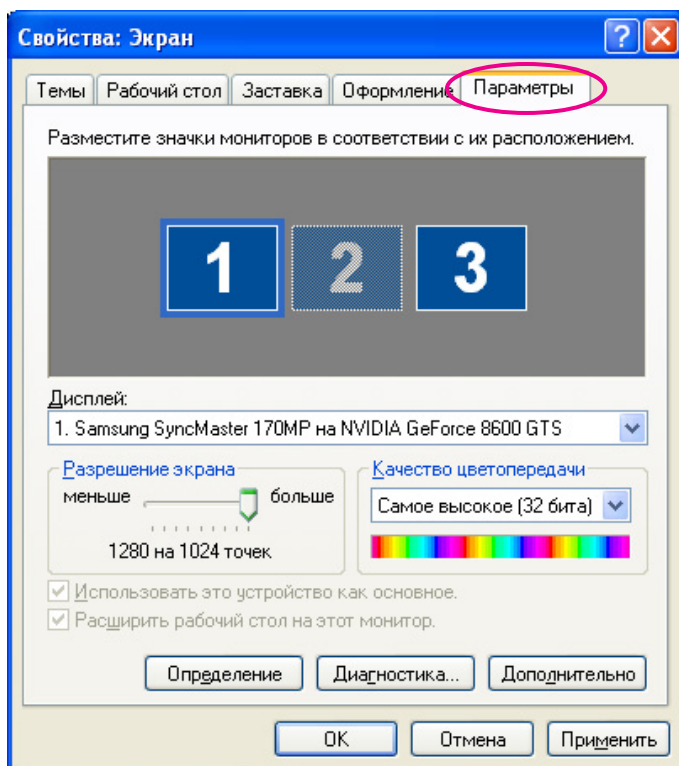 Свойства: Экран
Темы Рабочий стол Заставка Оформление Параметры
Разместите значки мониторов в соответствии с их расположением.
1 2 3
Дисплей:
1. Samsung SyncMaster 170MP на NVIDIA GeForce 8600 GTS
Разрешение экрана
меньше больше
1280 на 1024 точек
Качество цветопередачи
Самое высокое (32 бита)
Использовать это устройство как основное.
Расширить рабочий стол на этот монитор.
Определение Диагностика... Дополнительно
OK Отмена Применить